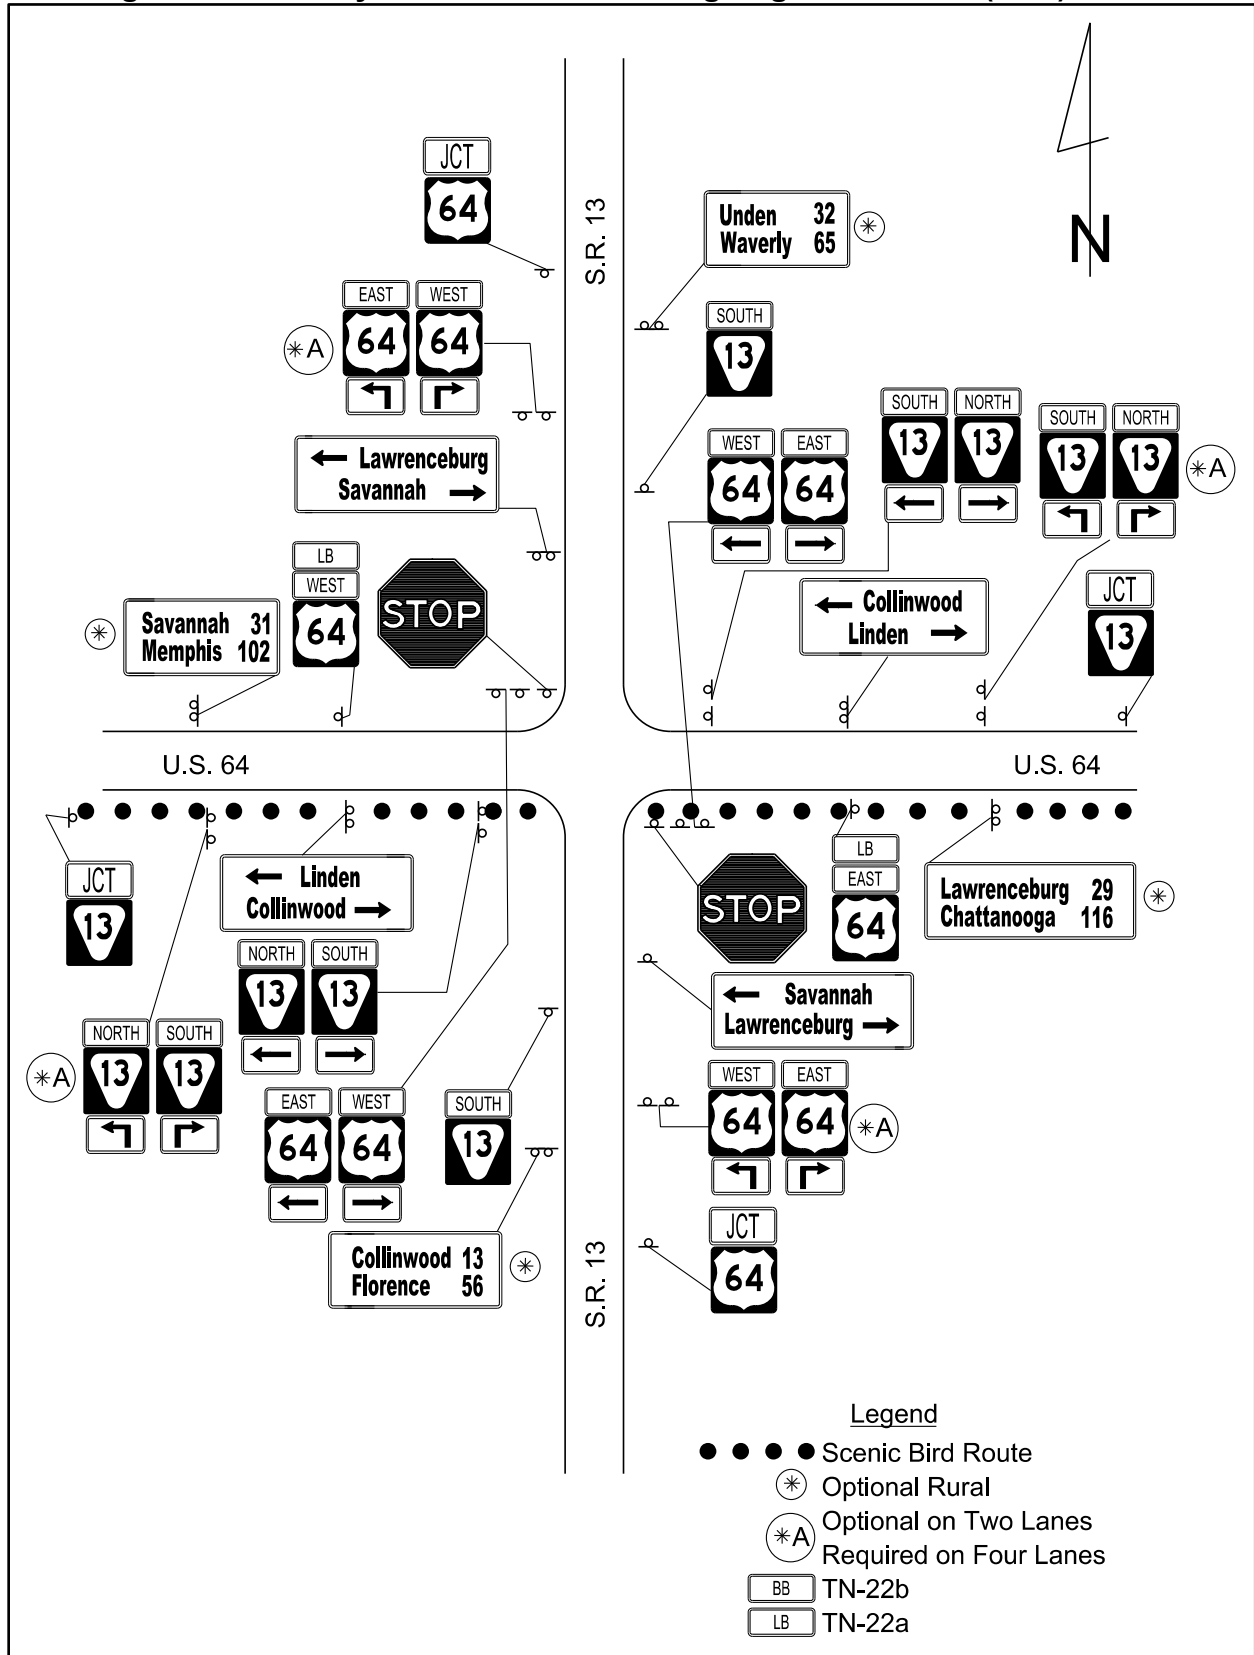 JCT
64
S.R. 13
Unden 32
Waverly 65
N
EAST WEST
64 64
*A
SOUTH
13
Lawrenceburg
Savannah
WEST EAST
64 64
SOUTH NORTH
13 13
SOUTH NORTH
13 13
*A
LB
WEST
64
STOP
Savannah 31
Memphis 102
Collinwood
Linden
JCT
13
U.S. 64
U.S. 64
JCT
13
Linden
Collinwood
NORTH SOUTH
13 13
NORTH SOUTH
13 13
*A
EAST WEST
64 64
SOUTH
13
Collinwood 13
Florence 56
S.R. 13
STOP
LB
EAST
64
Lawrenceburg 29
Chattanooga 116
Savannah
Lawrenceburg
WEST EAST
64 64
*A
JCT
64
Legend
Scenic Bird Route
* Optional Rural
*A Optional on Two Lanes
Required on Four Lanes
BB TN-22b
LB TN-22a